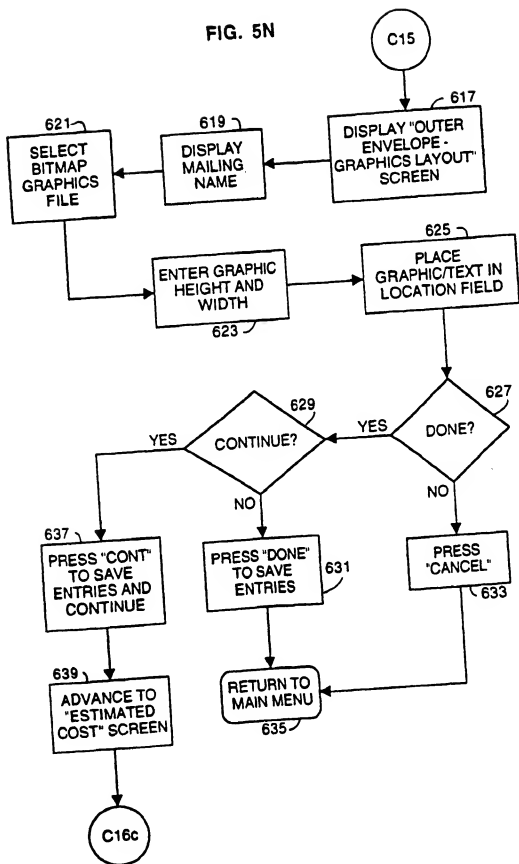 FIG. 5N
C15
617
DISPLAY "OUTER
ENVELOPE -
GRAPHICS LAYOUT"
SCREEN
619
DISPLAY
MAILING
NAME
621
SELECT
BITMAP
GRAPHICS
FILE
623
ENTER GRAPHIC
HEIGHT AND
WIDTH
625
PLACE
GRAPHIC/TEXT IN
LOCATION FIELD
627
DONE?
YES
NO
629
CONTINUE?
YES
NO
637
PRESS "CONT"
TO SAVE
ENTRIES AND
CONTINUE
PRESS "DONE"
TO SAVE
ENTRIES
631
PRESS
"CANCEL"
633
639
ADVANCE TO
"ESTIMATED
COST" SCREEN
RETURN TO
MAIN MENU
635
C16c